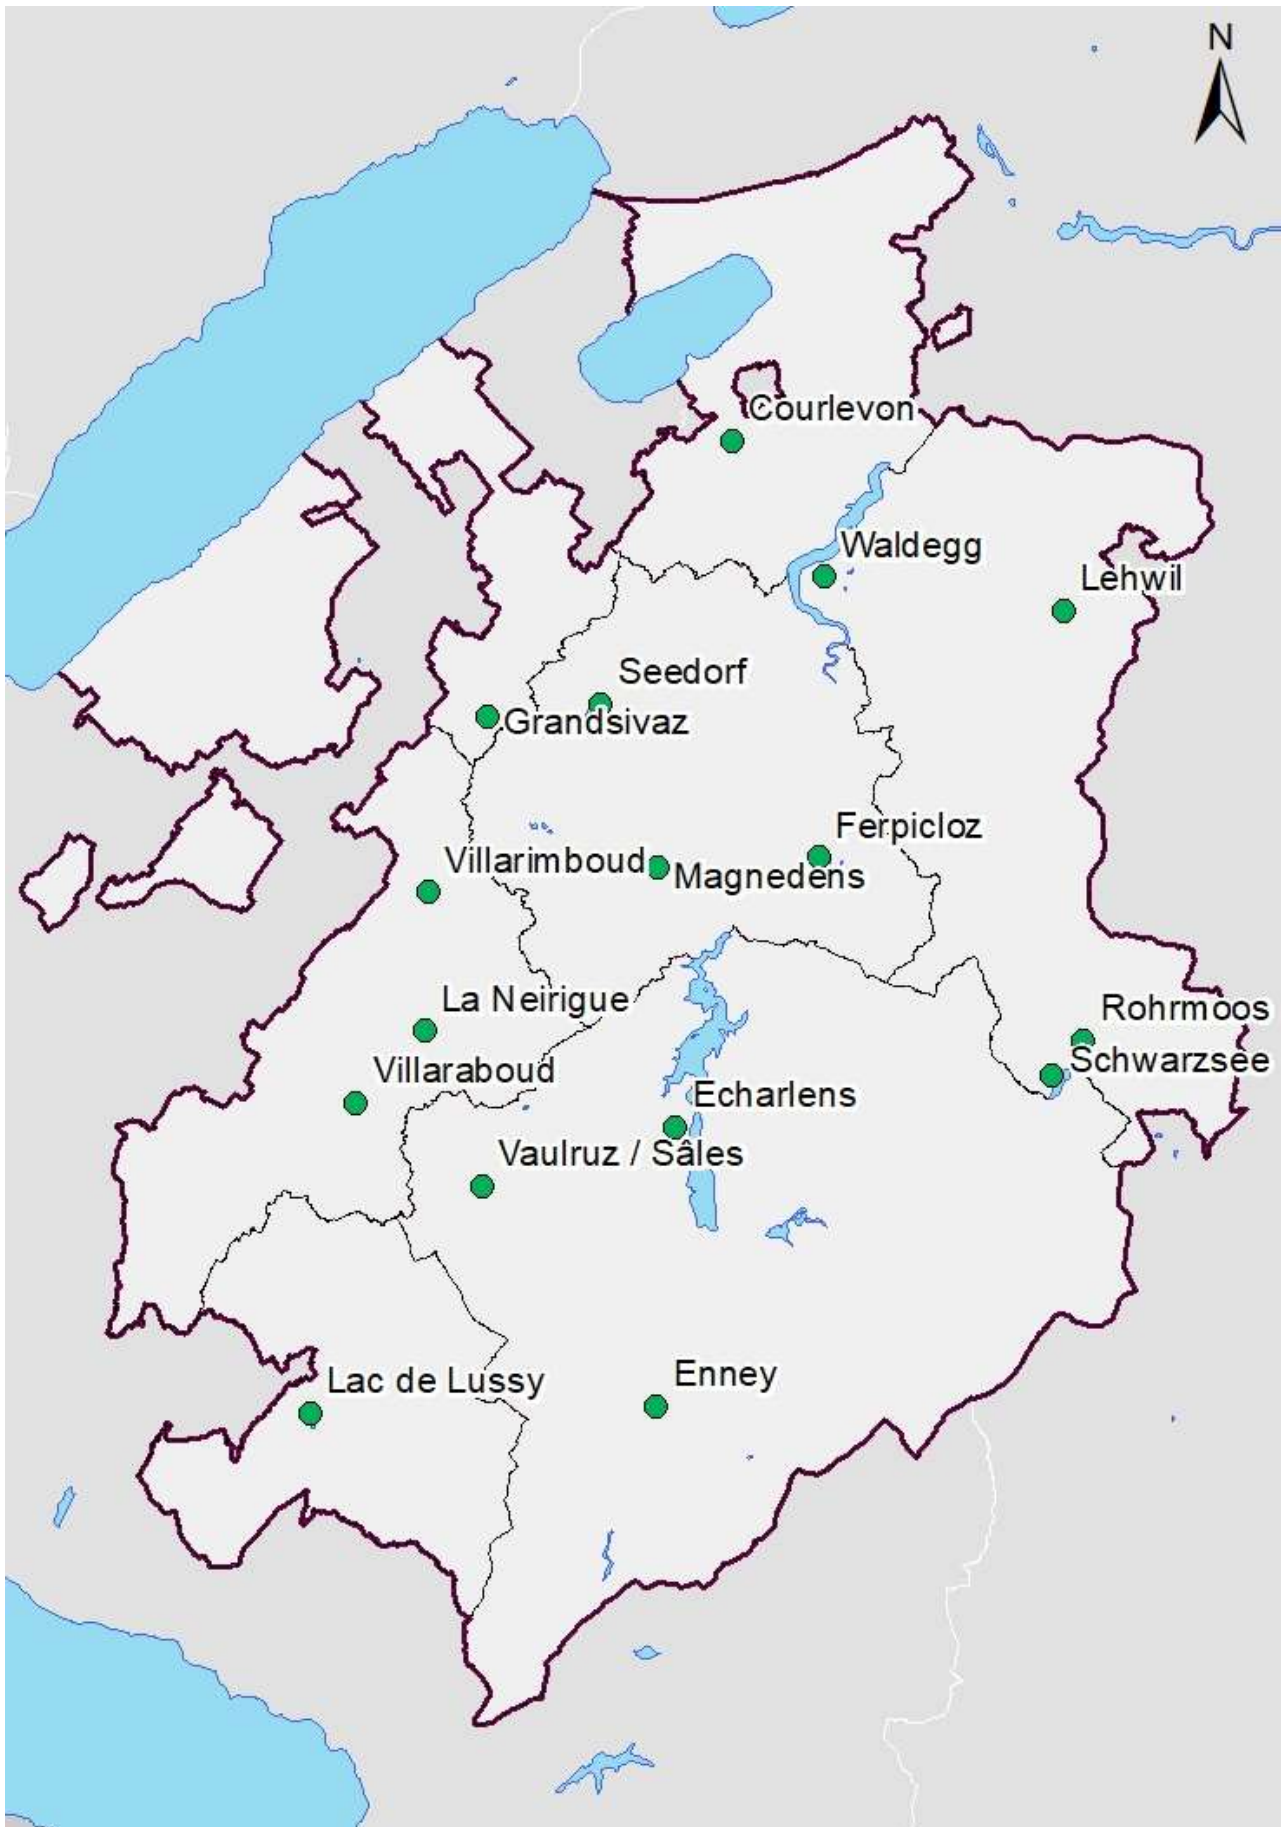 N
Courlevon
Waldegg
Lehwil
Seedorf
Grandsivaz
Ferpicloz
Villarimboud
Magnedens
La Neirigue
Rohrmoos
Schwarzsee
Villaraboud
Echarlens
Vaulruz / Sâles
Enney
Lac de Lussy